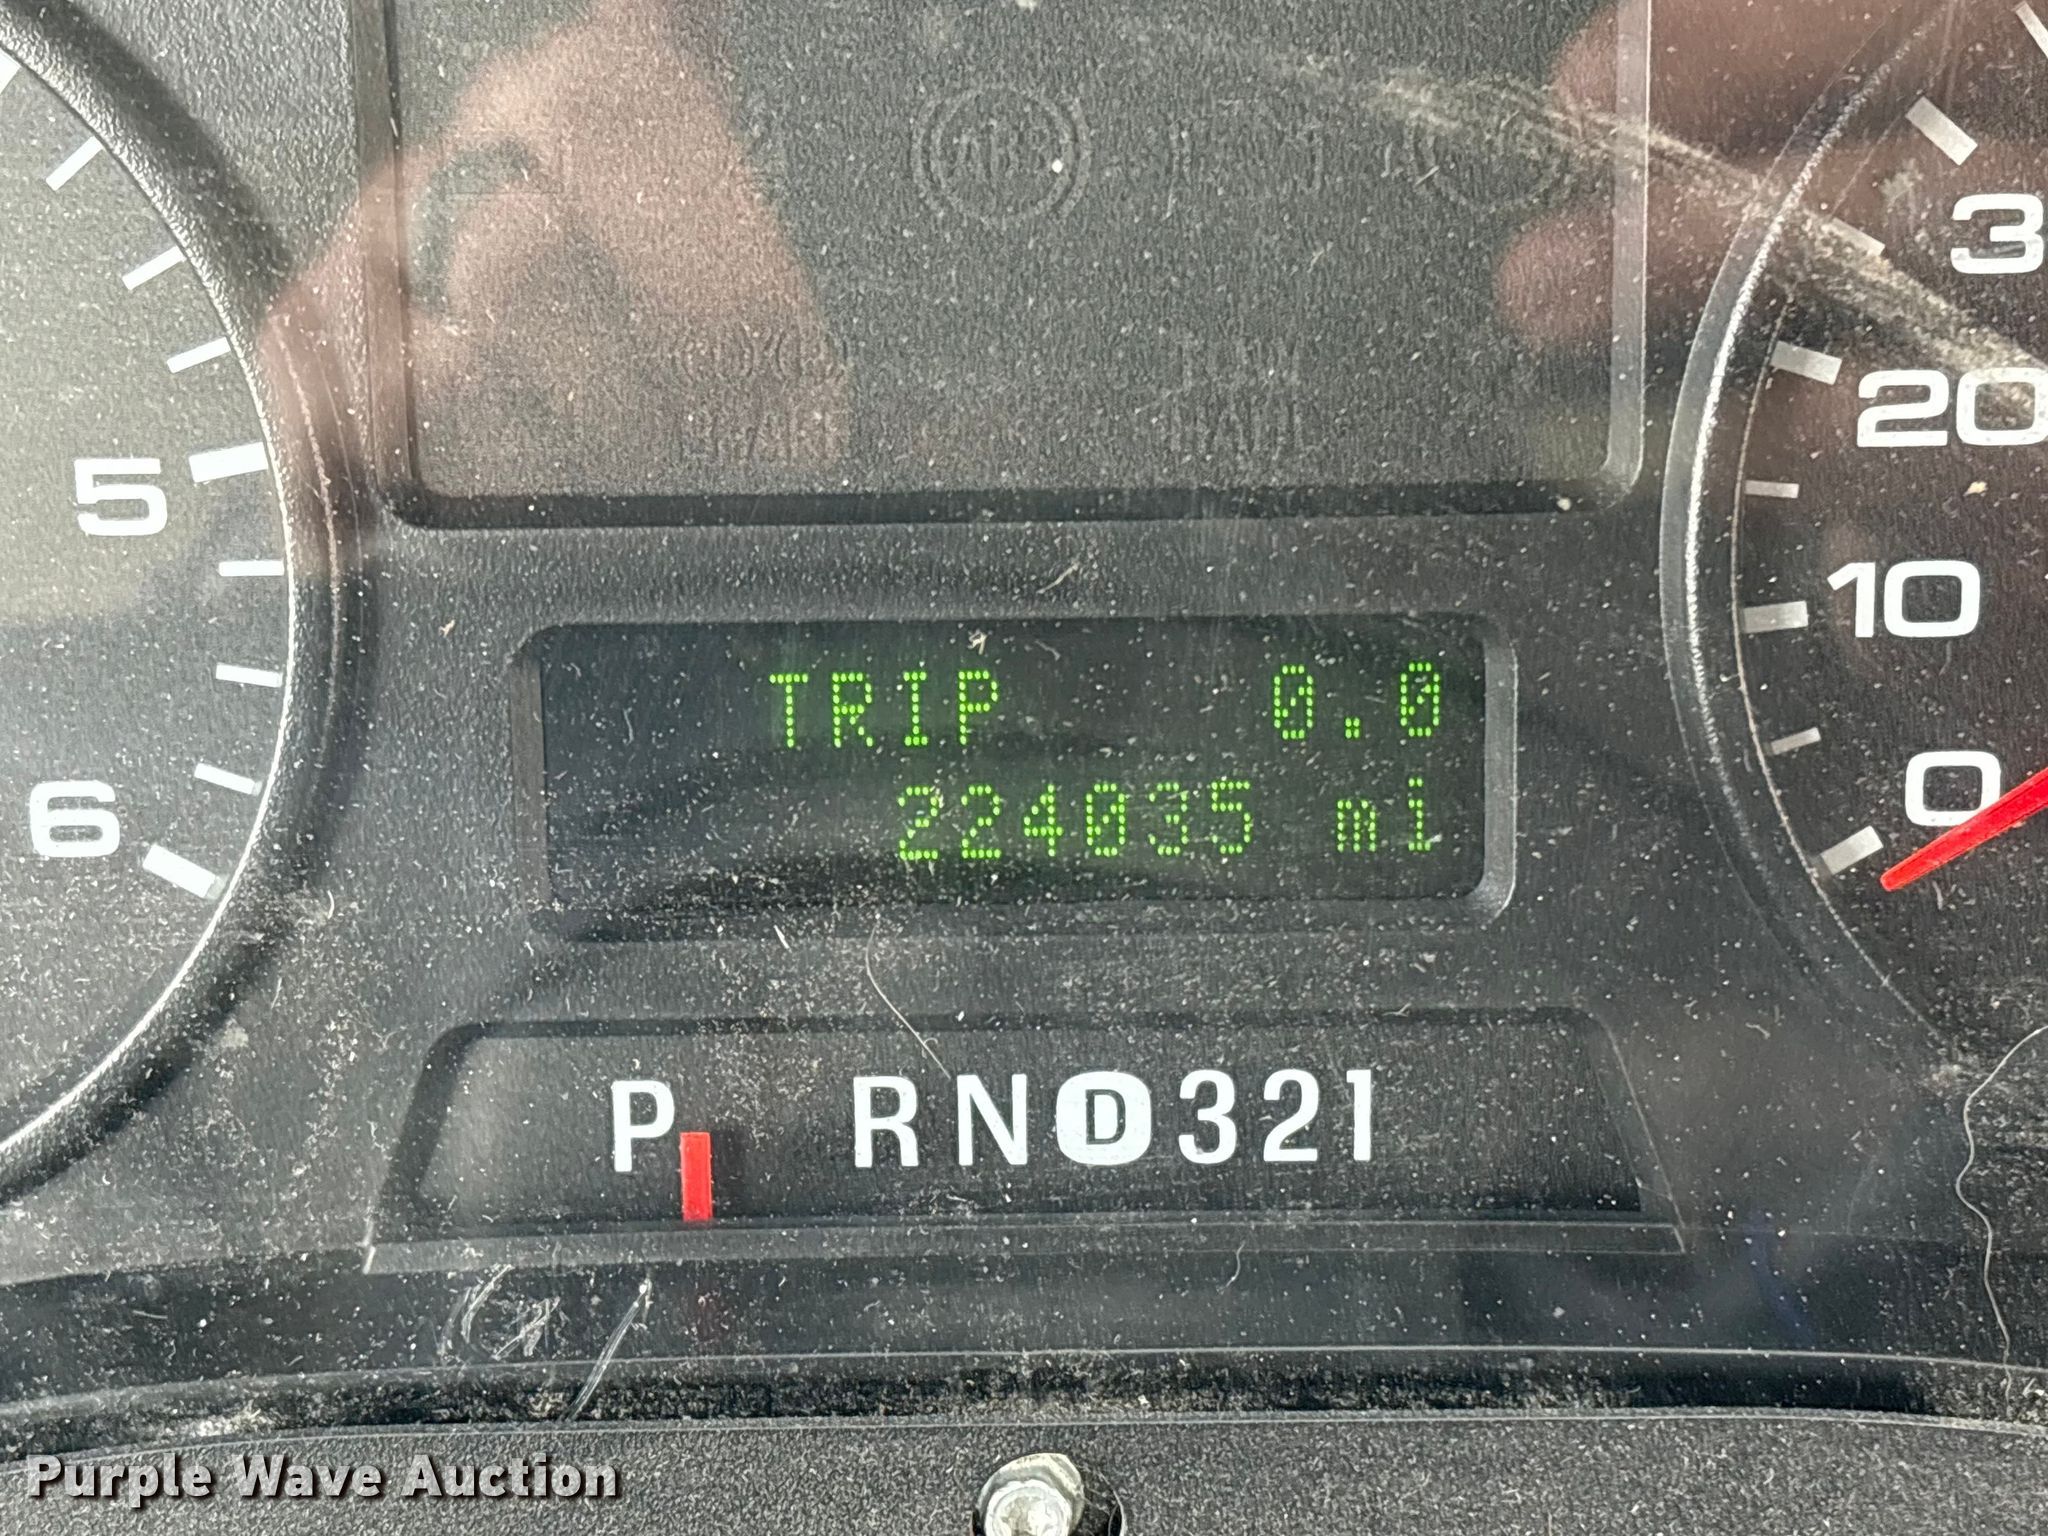 3
20
10
0
5
6
TRIP 0.0
224035 mi
P RND321
Purple Wave Auction